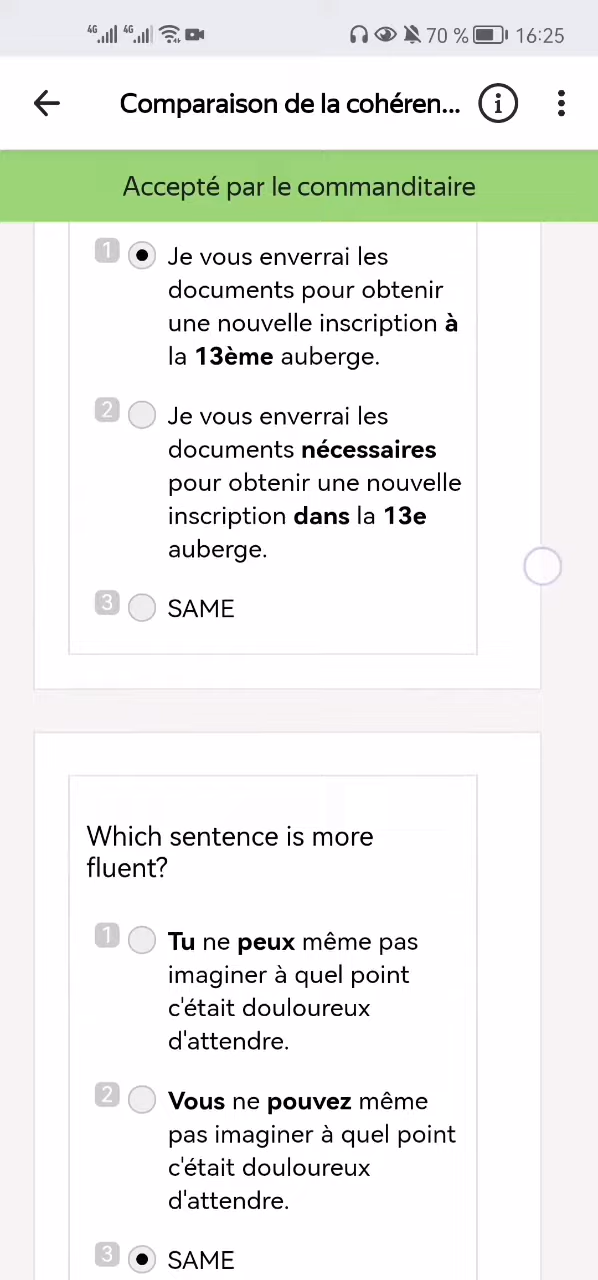 4G 4G 70 % 16:25
Comparaison de la cohéren... i
Accepté par le commanditaire
1 Je vous enverrai les
documents pour obtenir
une nouvelle inscription à
la 13ème auberge.
2 Je vous enverrai les
documents nécessaires
pour obtenir une nouvelle
inscription dans la 13e
auberge.
3 SAME
Which sentence is more
fluent?
1 Tu ne peux même pas
imaginer à quel point
c'était douloureux
d'attendre.
2 Vous ne pouvez même
pas imaginer à quel point
c'était douloureux
d'attendre.
3 SAME